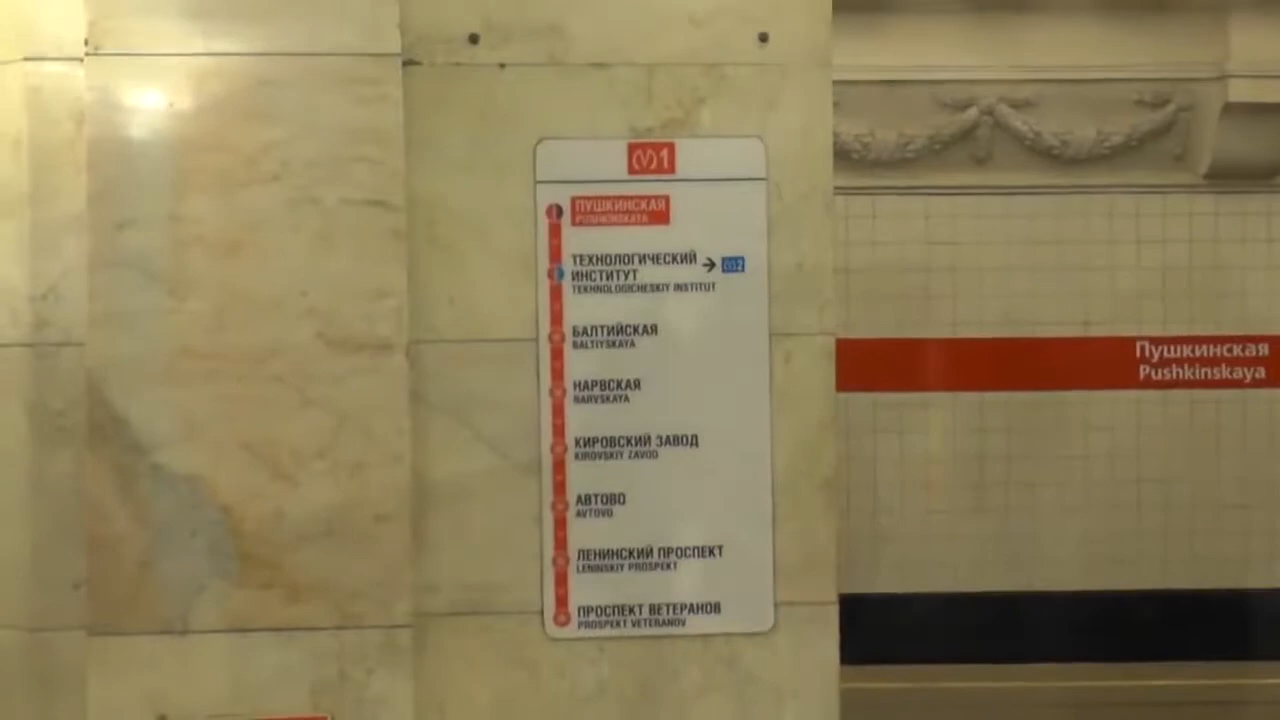 М1
ПУШКИНСКАЯ
PUSHKINSKAYA
ТЕХНОЛОГИЧЕСКИЙ → М2
ИНСТИТУТ
TEKHNOLOGICHESKIY INSTITUT
БАЛТИЙСКАЯ
BALTIYSKAYA
НАРВСКАЯ
NARVSKAYA
КИРОВСКИЙ ЗАВОД
KIROVSKIY ZAVOD
АВТОВО
AVTOVO
ЛЕНИНСКИЙ ПРОСПЕКТ
LENINSKIY PROSPEKT
ПРОСПЕКТ ВЕТЕРАНОВ
PROSPEKT VETERANOV
Пушкинская
Pushkinskaya